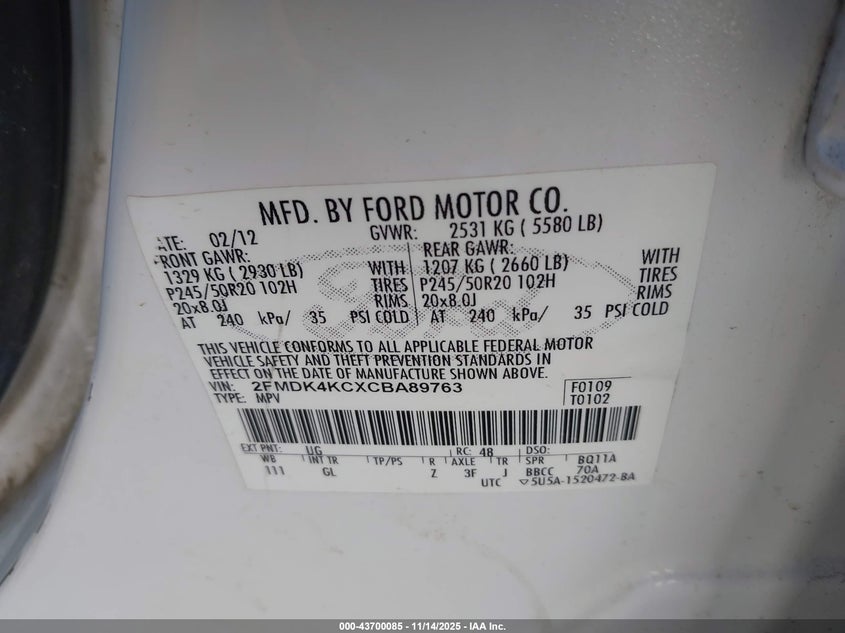 MFD. BY FORD MOTOR CO.
ATE: 02/12 GVWR: 2531 KG ( 5580 LB)
FRONT GAWR: REAR GAWR:
1329 KG ( 2930 LB) WITH 1207 KG ( 2660 LB) WITH
P245/50R20 102H TIRES P245/50R20 102H TIRES
20x8.0J RIMS 20x8.0J RIMS
AT 240 kPa/ 35 PSI COLD AT 240 kPa/ 35 PSI COLD
THIS VEHICLE CONFORMS TO ALL APPLICABLE FEDERAL MOTOR
VEHICLE SAFETY AND THEFT PREVENTION STANDARDS IN
EFFECT ON THE DATE OF MANUFACTURE SHOWN ABOVE.
VIN: 2FMDK4KCXCBA89763 F0109
TYPE: MPV T0102
EXT PNT: UG RC: 48 DSO:
WB INT TR TP/PS R AXLE TR SPR BQ11A
111 GL Z 3F J BBCC 70A
UTC 5U5A-1520472-BA
000-43700085 - 11/14/2025 - IAA Inc.